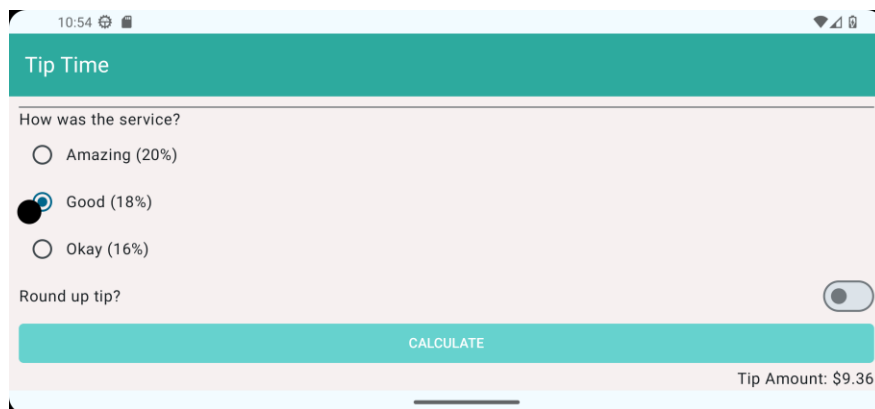 10:54
Tip Time
How was the service?
Amazing (20%)
Good (18%)
Okay (16%)
Round up tip?
CALCULATE
Tip Amount: $9.36